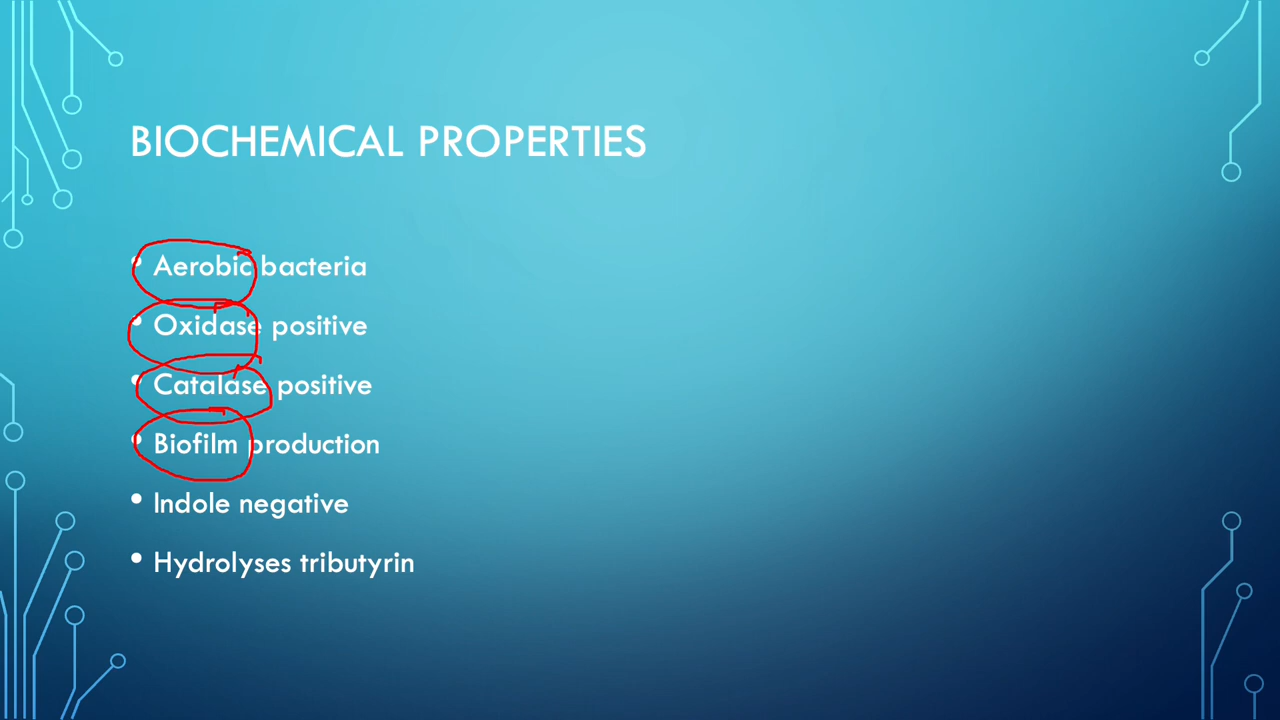 BIOCHEMICAL PROPERTIES
• Aerobic bacteria
• Oxidase positive
• Catalase positive
• Biofilm production
• Indole negative
• Hydrolyses tributyrin